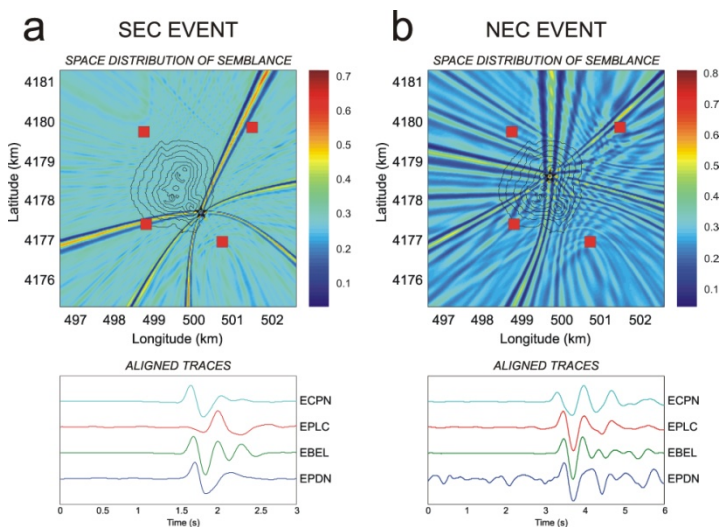 a SEC EVENT
SPACE DISTRIBUTION OF SEMBLANCE
4181
4180
4179
4178
4177
4176
Latitude (km)
497 498 499 500 501 502
Longitude (km)
0.7
0.6
0.5
0.4
0.3
0.2
0.1
ALIGNED TRACES
ECPN
EPLC
EBEL
EPDN
0 0.5 1 1.5 2 2.5 3
Time (s)
b NEC EVENT
SPACE DISTRIBUTION OF SEMBLANCE
4181
4180
4179
4178
4177
4176
Latitude (km)
497 498 499 500 501 502
Longitude (km)
0.8
0.7
0.6
0.5
0.4
0.3
0.2
0.1
ALIGNED TRACES
ECPN
EPLC
EBEL
EPDN
0 1 2 3 4 5 6
Time (s)